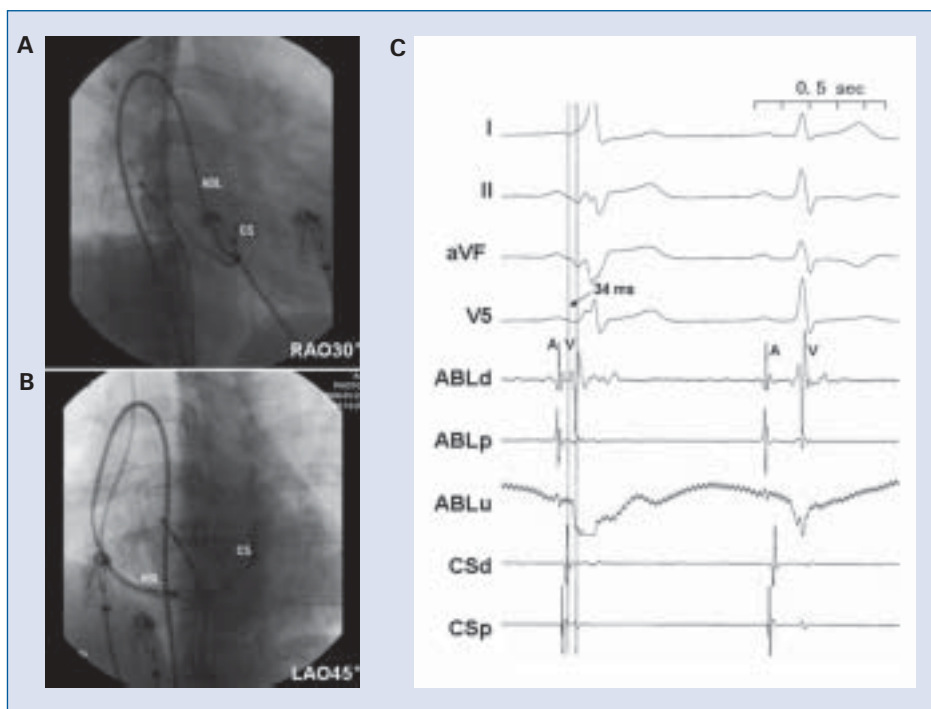 A
ABL
CS
RAO30°
B
CS
ABL
LAO45°
C
0.5 sec
I
II
aVF
34 ms
V5
A V
A V
ABLd
ABLp
ABLu
CSd
CSp